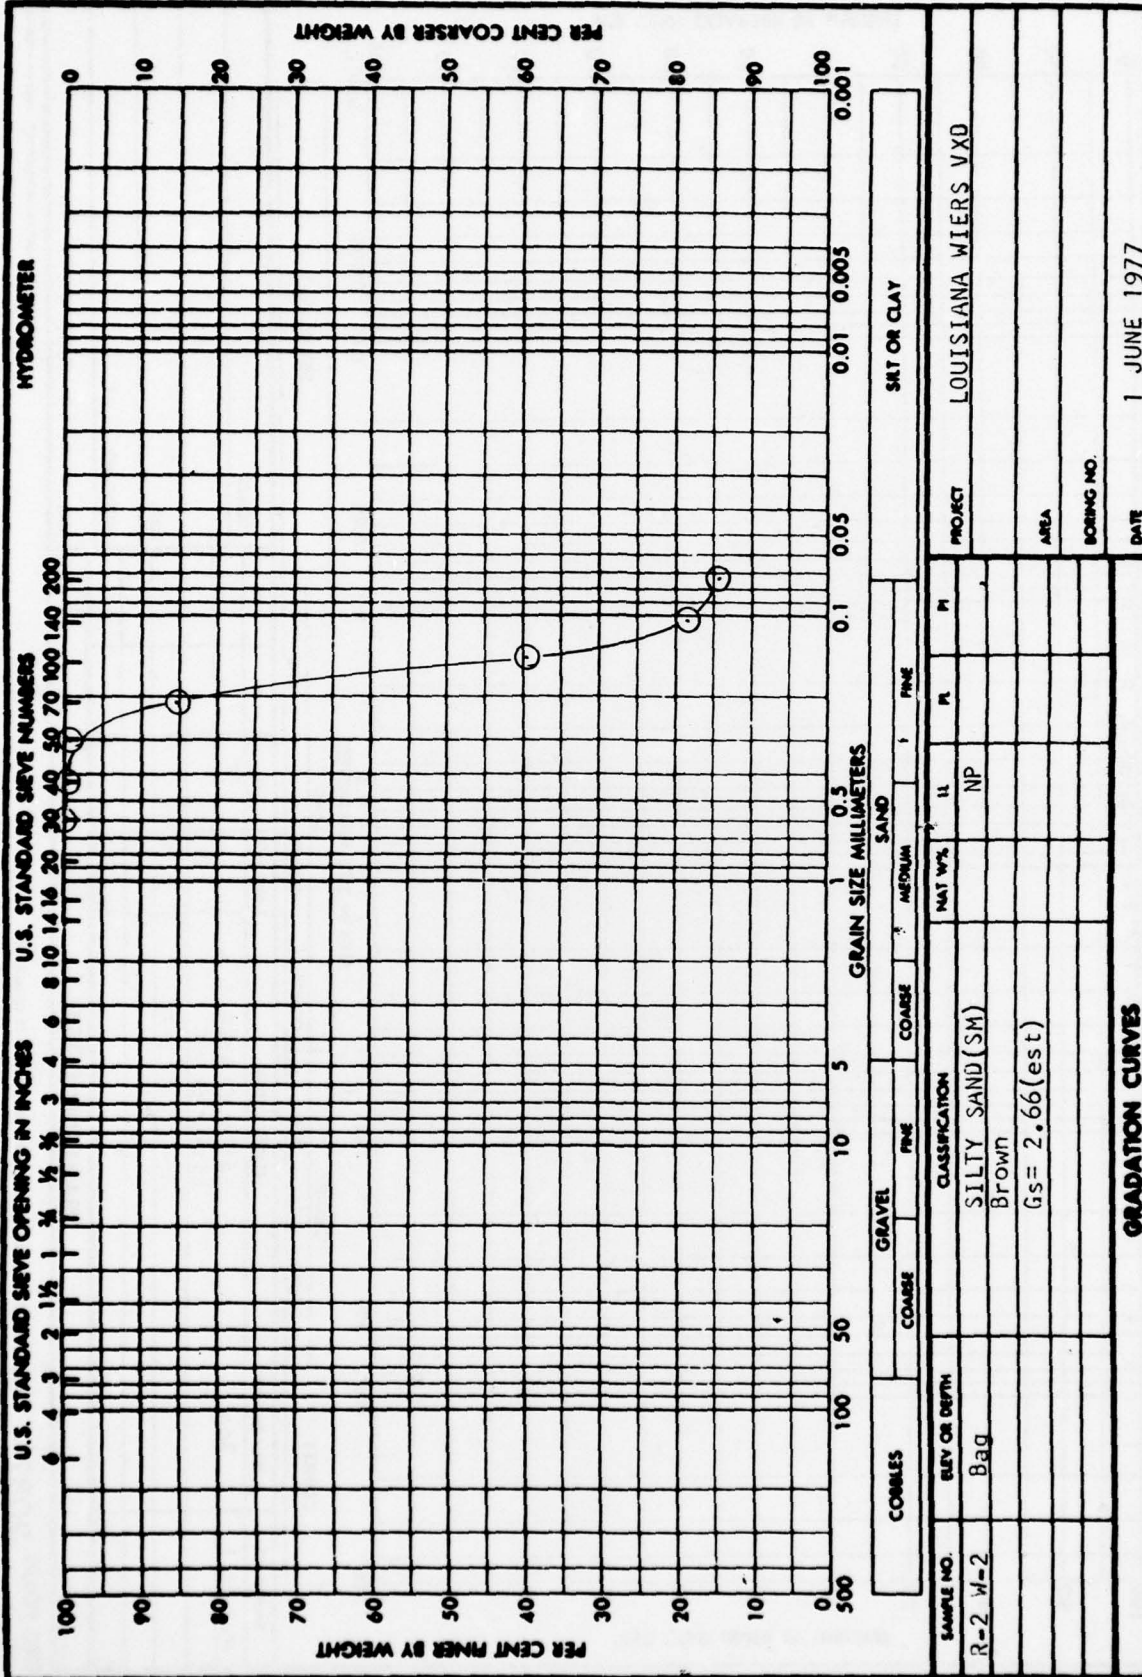 U.S. STANDARD SIEVE OPENING IN INCHES U.S. STANDARD SIEVE NUMBERS HYDROMETER
6 4 3 2 1½ 1 ¾ ½ ⅜ 3 4 6 8 10 14 16 20 30 40 50 70 100 140 200
PER CENT FINER BY WEIGHT
100
90
80
70
60
50
40
30
20
10
0
PER CENT COARSER BY WEIGHT
0
10
20
30
40
50
60
70
80
90
100
500 100 50 10 5 1 0.5 0.1 0.05 0.01 0.005 0.001
GRAIN SIZE MILLIMETERS
COBBLES GRAVEL SAND SILT OR CLAY
COARSE FINE COARSE MEDIUM FINE
SAMPLE NO. ELEV OR DEPTH CLASSIFICATION NAT W% LL PL PI
R-2 W-2 Bag SILTY SAND(SM) NP
Brown
Gs= 2.66(est)
PROJECT LOUISIANA WIERS VXD
AREA
BORING NO.
DATE 1 JUNE 1977
GRADATION CURVES